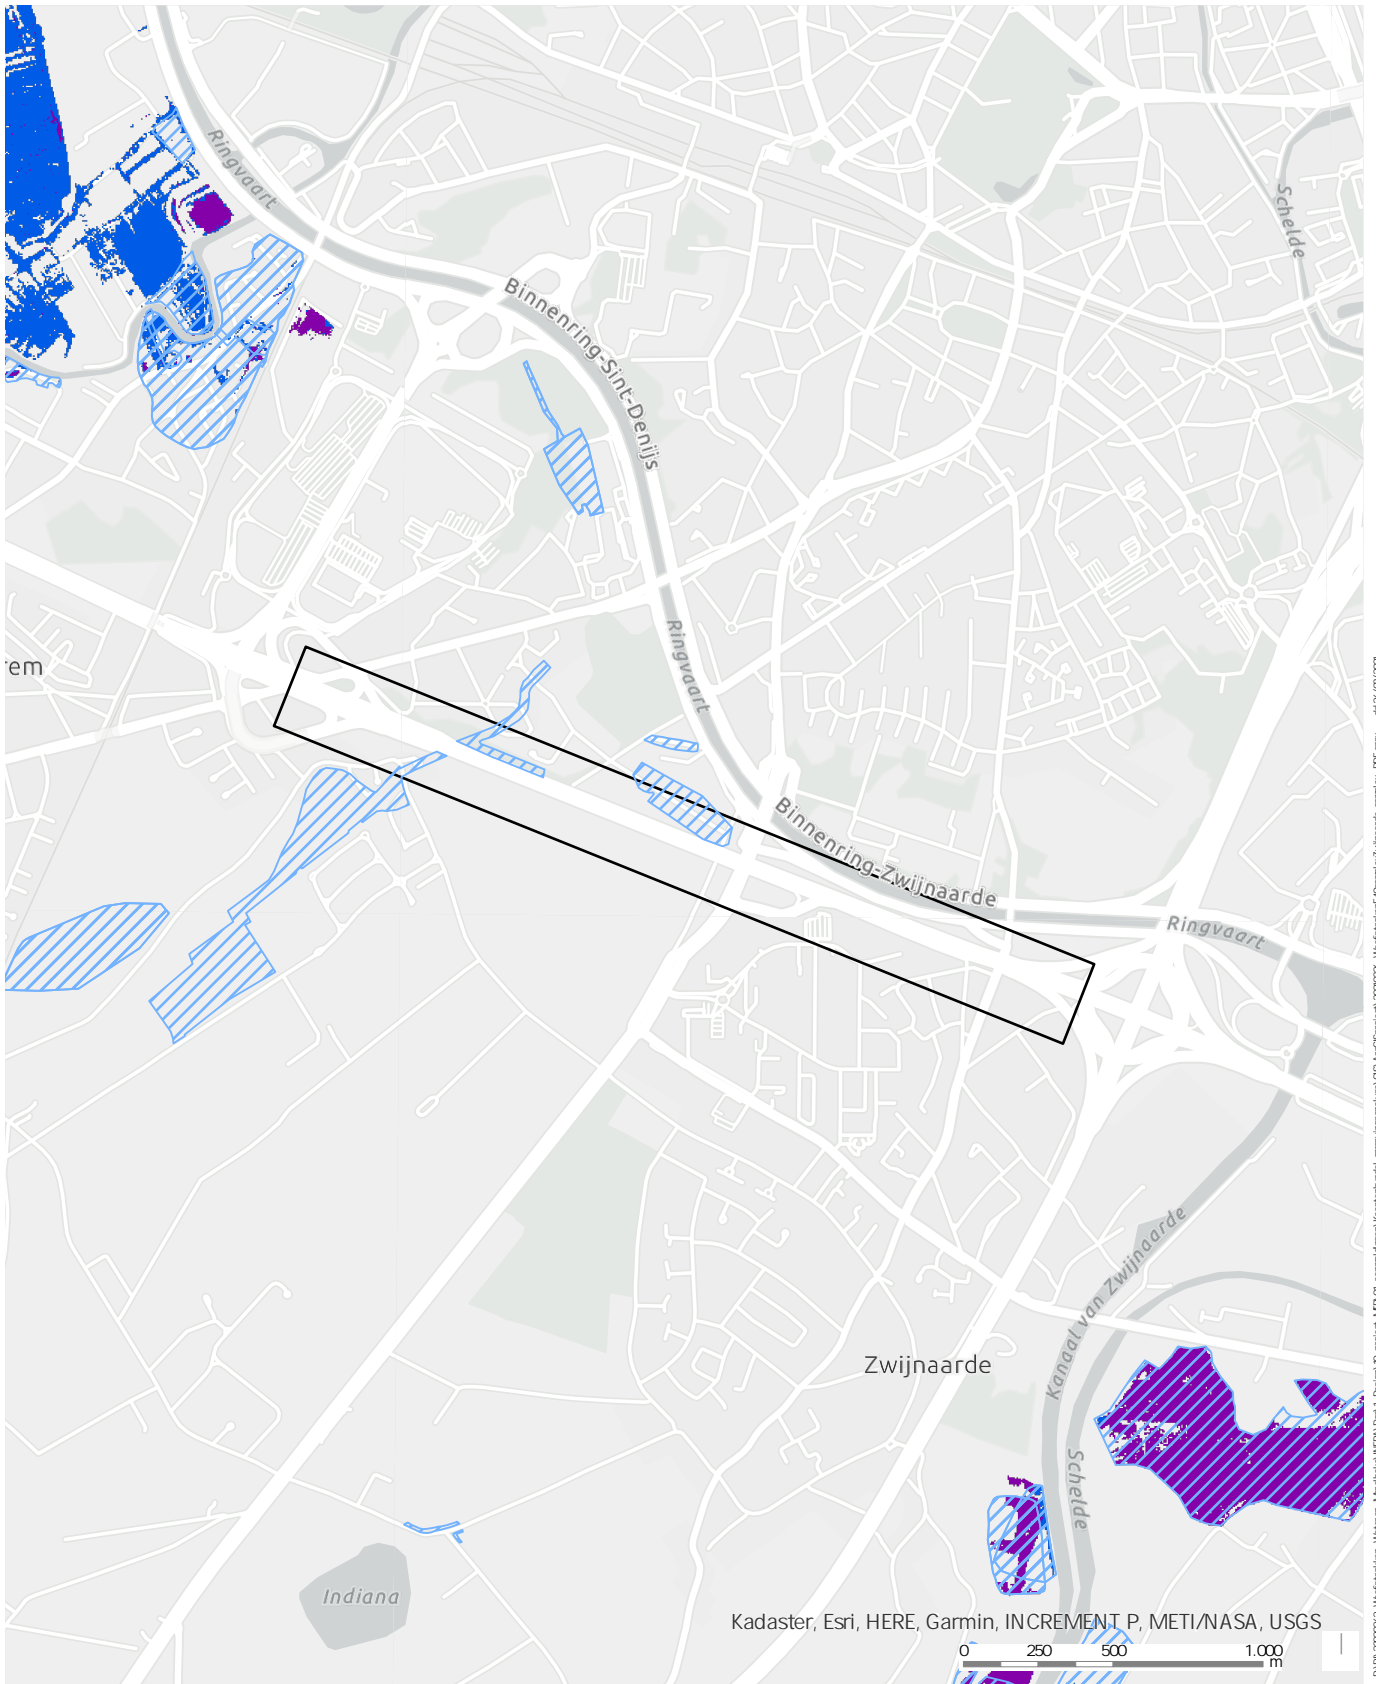 Ringvaart
Schelde
Binnenring-Sint-Denijs
Ringvaart
rem
Binnenring-Zwijnaarde
Ringvaart
Kanaal van Zwijnaarde
Zwijnaarde
Schelde
Indiana
Kadaster, Esri, HERE, Garmin, INCREMENT P, METI/NASA, USGS
0 250 500 1.000
m